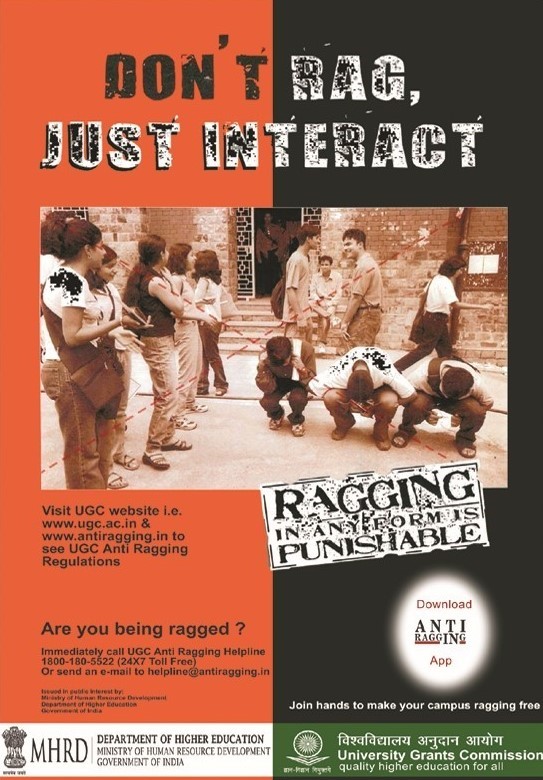 DON'T RAG,
JUST INTERACT
RAGGING
IN ANY FORM IS
PUNISHABLE
Visit UGC website i.e.
www.ugc.ac.in &
www.antiragging.in to
see UGC Anti Ragging
Regulations
Download
ANTI
RAGGING
App
Are you being ragged ?
Immediately call UGC Anti Ragging Helpline
1800-180-5522 (24X7 Toll Free)
Or send an e-mail to helpline@antiragging.in
Issued in public interest by:
Ministry of Human Resource Development
Department of Higher Education
Government of India
Join hands to make your campus ragging free
सत्यमेव जयते
MHRD
DEPARTMENT OF HIGHER EDUCATION
MINISTRY OF HUMAN RESOURCE DEVELOPMENT
GOVERNMENT OF INDIA
ज्ञान-विज्ञान विमुक्तये
विश्वविद्यालय अनुदान आयोग
University Grants Commission
quality higher education for all